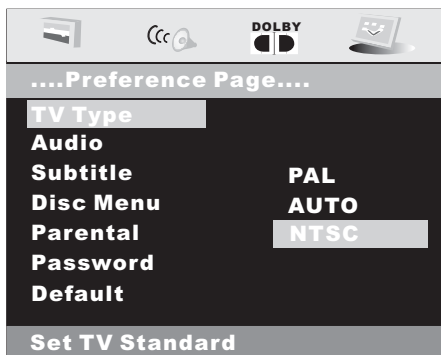 DOLBY
....Preference Page....
TV Type
Audio
Subtitle
PAL
Disc Menu
AUTO
Parental
NTSC
Password
Default
Set TV Standard